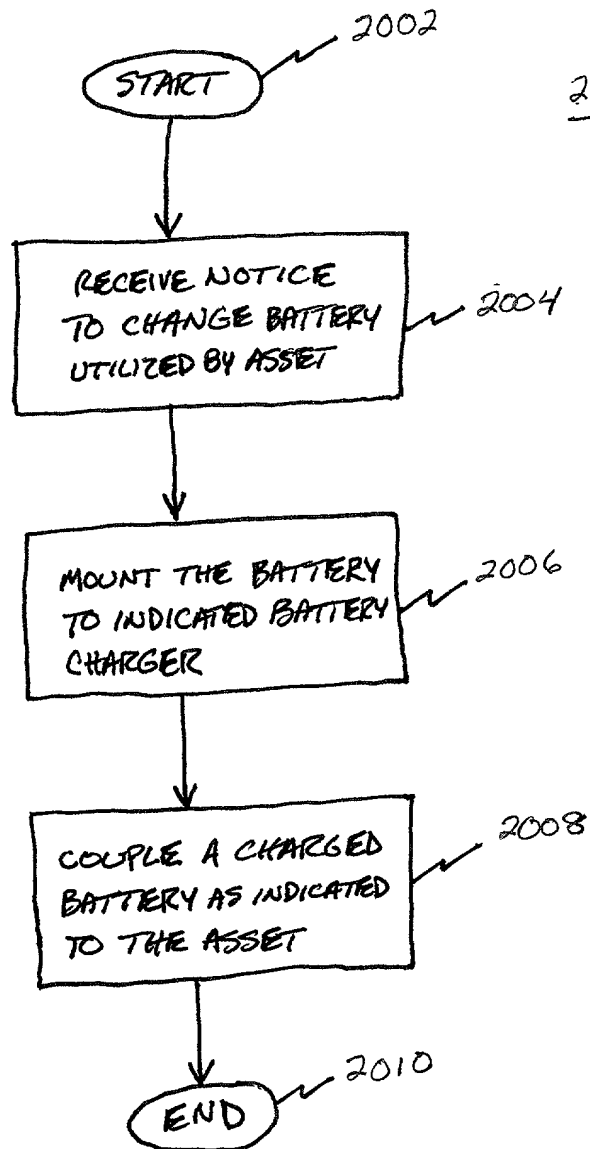 2002
START
2
RECEIVE NOTICE
TO CHANGE BATTERY
UTILIZED BY ASSET
2004
MOUNT THE BATTERY
TO INDICATED BATTERY
CHARGER
2006
COUPLE A CHARGED
BATTERY AS INDICATED
TO THE ASSET
2008
END
2010